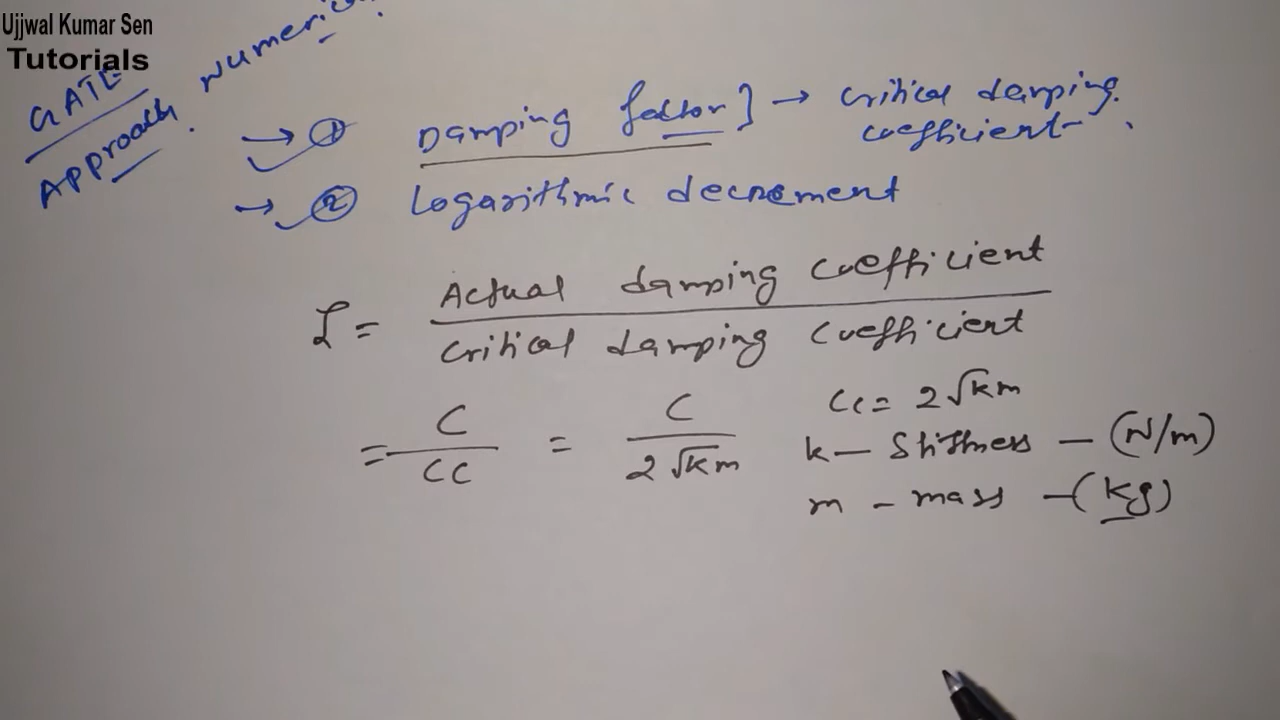 Ujjwal Kumar Sen
Tutorials
GATE
Approach Numerical.
→ ① Damping factor] → Critical damping coefficient.
→ ② Logarithmic decrement
ξ = Actual damping coefficient / Critical damping coefficient
= C / CC = C / 2√km
Cc = 2√km
k – Stiffness – (N/m)
m – mass – (kg)